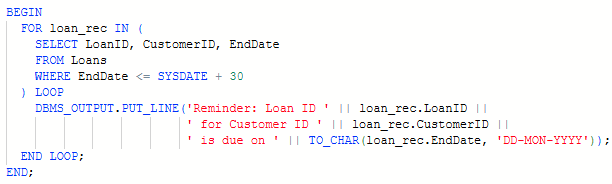 BEGIN
  FOR loan_rec IN (
    SELECT LoanID, CustomerID, EndDate
    FROM Loans
    WHERE EndDate <= SYSDATE + 30
  ) LOOP
    DBMS_OUTPUT.PUT_LINE('Reminder: Loan ID ' || loan_rec.LoanID ||
                         ' for Customer ID ' || loan_rec.CustomerID ||
                         ' is due on ' || TO_CHAR(loan_rec.EndDate, 'DD-MON-YYYY'));
  END LOOP;
END;